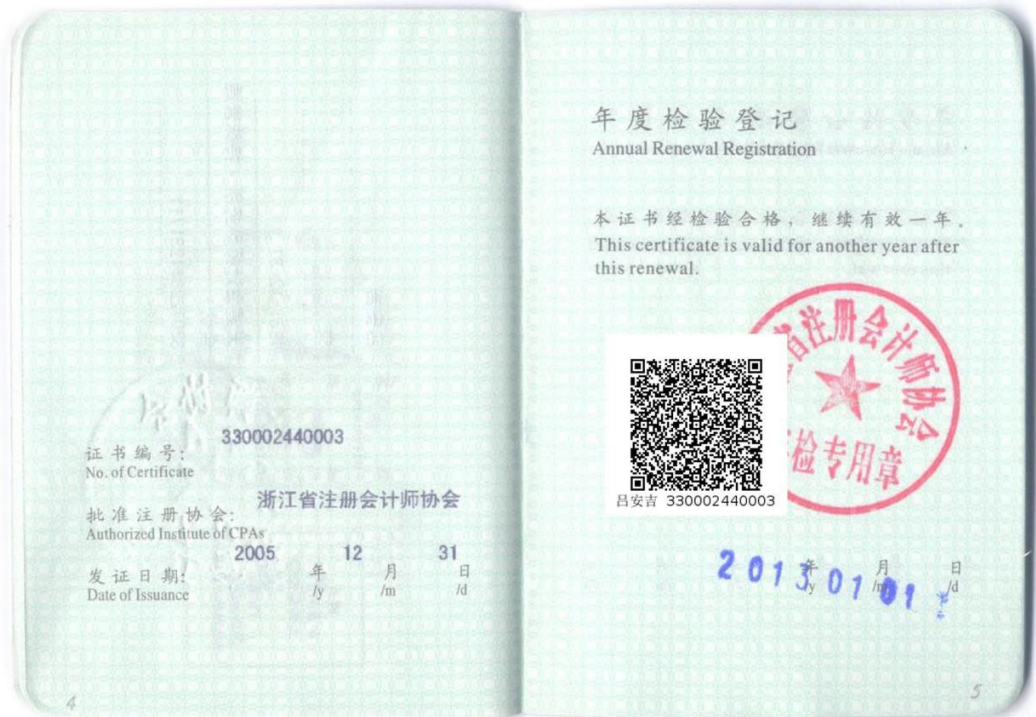 330002440003
证书编号:
No. of Certificate
浙江省注册会计师协会
批准注册协会:
Authorized Institute of CPAs
2005 12 31
发证日期: 年 月 日
Date of Issuance /y /m /d
4
年度检验登记
Annual Renewal Registration
本证书经检验合格，继续有效一年。
This certificate is valid for another year after
this renewal.
省注册会计师协会
检专用章
吕安吉 330002440003
年 月 日
2013 01 01
/y /m /d
5